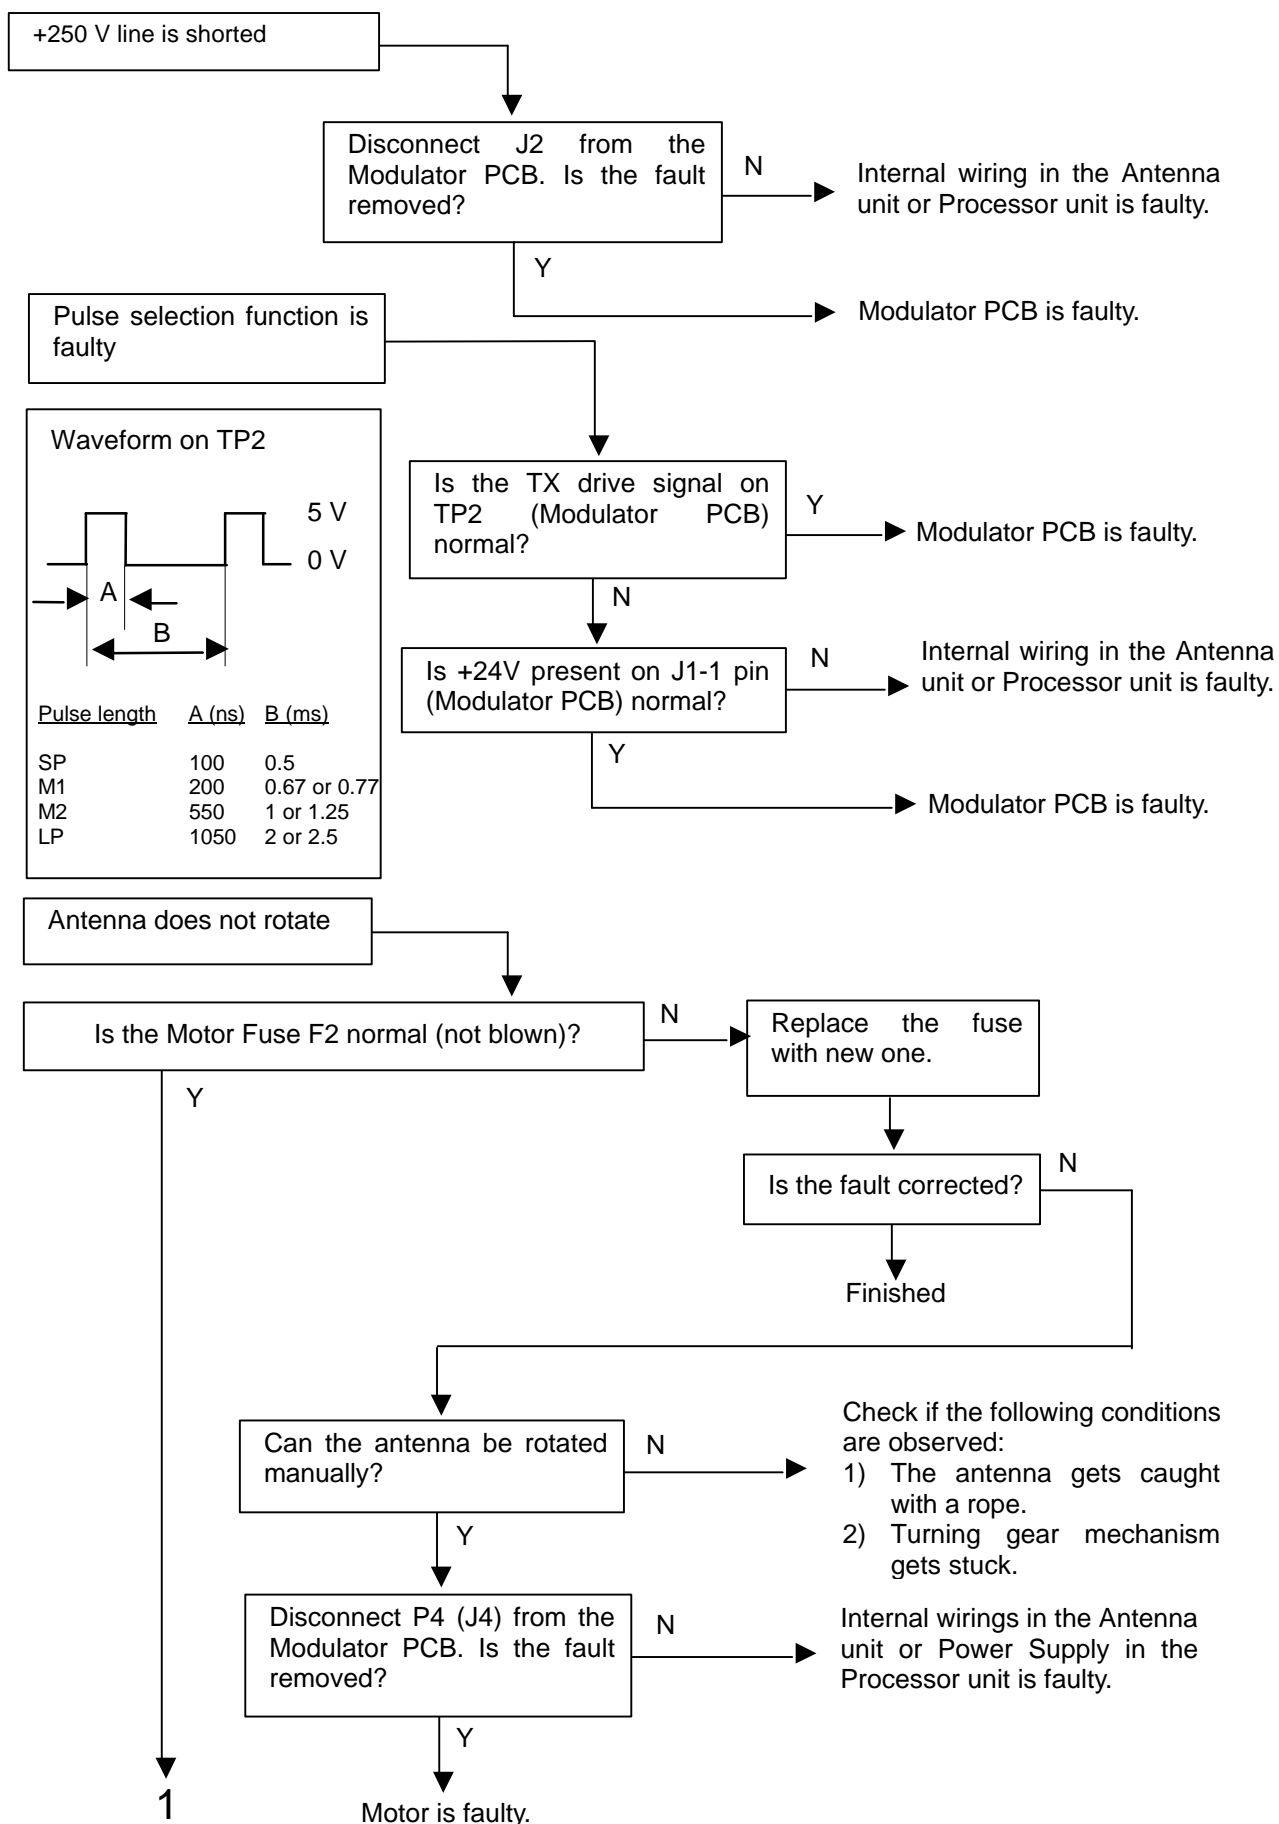 +250 V line is shorted
Disconnect J2 from the
Modulator PCB. Is the fault
removed?
N
Internal wiring in the Antenna
unit or Processor unit is faulty.
Y
Modulator PCB is faulty.
Pulse selection function is
faulty
Waveform on TP2
5 V
0 V
A
B
Pulse length A (ns) B (ms)
SP 100 0.5
M1 200 0.67 or 0.77
M2 550 1 or 1.25
LP 1050 2 or 2.5
Is the TX drive signal on
TP2 (Modulator PCB)
normal?
Y
Modulator PCB is faulty.
N
Is +24V present on J1-1 pin
(Modulator PCB) normal?
N
Internal wiring in the Antenna
unit or Processor unit is faulty.
Y
Modulator PCB is faulty.
Antenna does not rotate
Is the Motor Fuse F2 normal (not blown)?
N
Replace the fuse
with new one.
Y
Is the fault corrected?
N
Finished
Can the antenna be rotated
manually?
N
Check if the following conditions
are observed:
1) The antenna gets caught
with a rope.
2) Turning gear mechanism
gets stuck.
Y
Disconnect P4 (J4) from the
Modulator PCB. Is the fault
removed?
N
Internal wirings in the Antenna
unit or Power Supply in the
Processor unit is faulty.
Y
1
Motor is faulty.